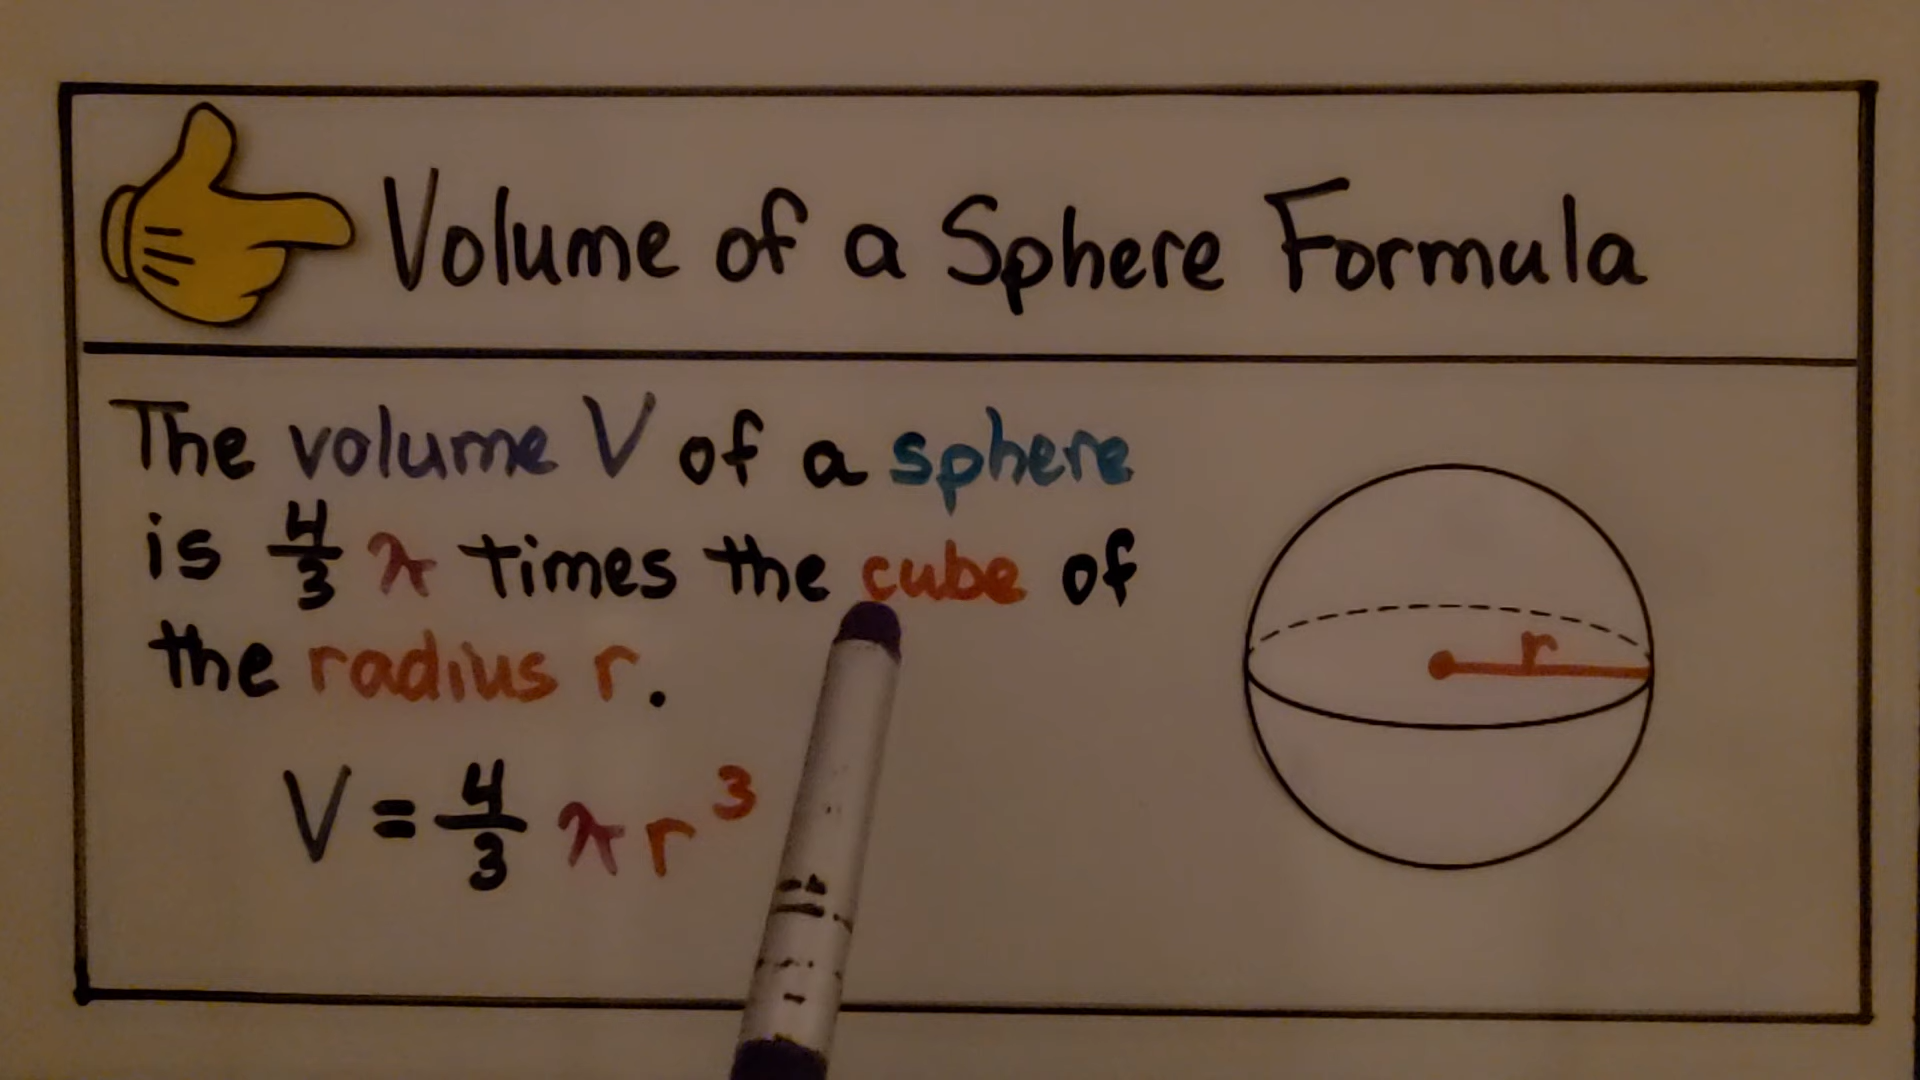 Volume of a Sphere Formula
The volume V of a sphere
is 4/3 π times the cube of
the radius r.
V = 4/3 π r³
r